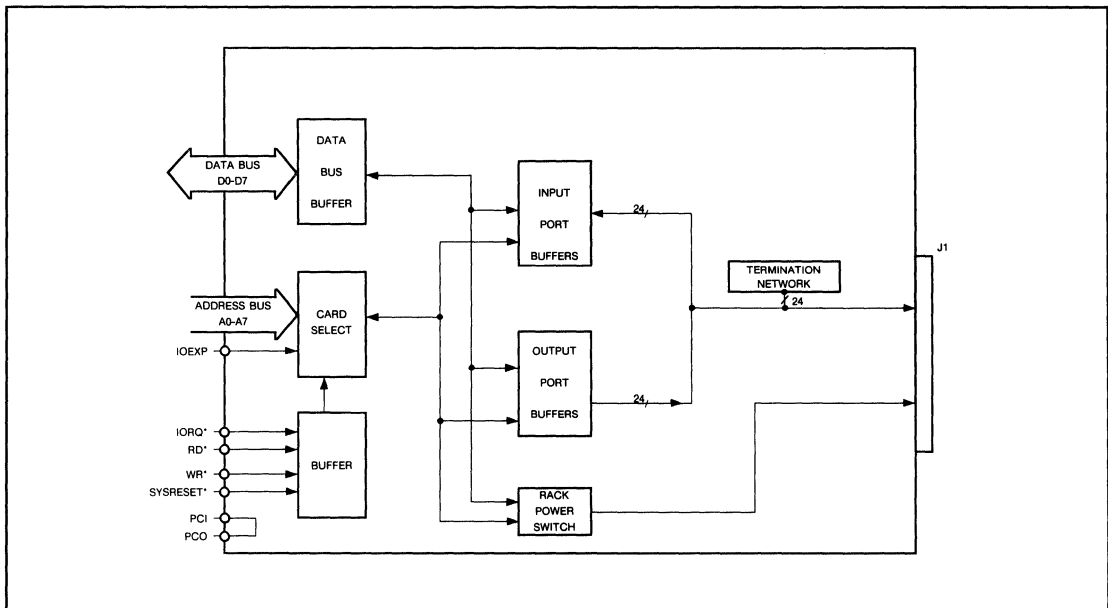 DATA
BUS
BUFFER
DATA BUS
D0-D7
INPUT
PORT
BUFFERS
24
J1
TERMINATION
NETWORK
24
ADDRESS BUS
A0-A7
CARD
SELECT
IOEXP
OUTPUT
PORT
BUFFERS
24
IORQ*
RD*
BUFFER
WR*
SYSRESET*
RACK
POWER
SWITCH
PCI
PCO